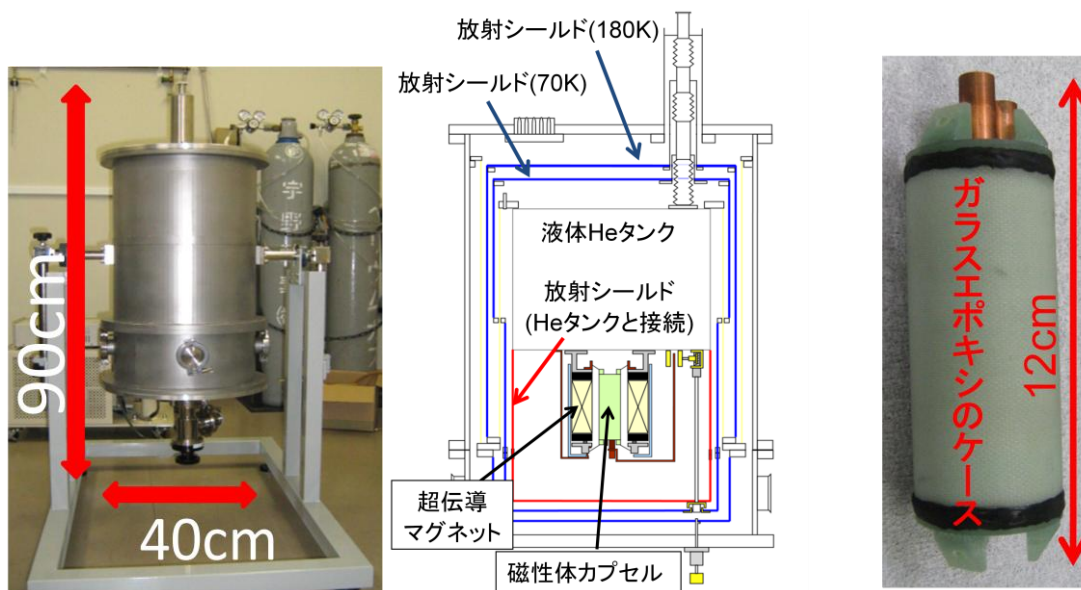 90cm
40cm
宇
野
放射シールド(180K)
放射シールド(70K)
液体Heタンク
放射シールド
(Heタンクと接続)
超伝導
マグネット
磁性体カプセル
ガラスエポキシのケース
12cm